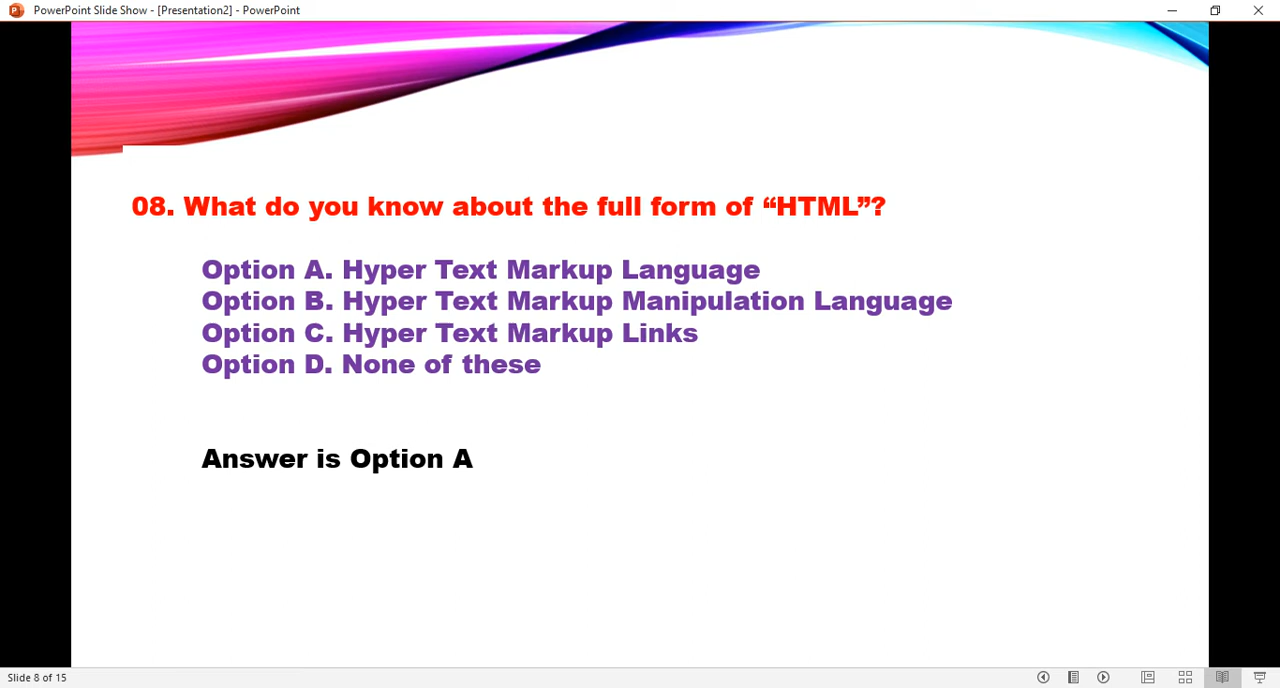 PowerPoint Slide Show - [Presentation2] - PowerPoint
08. What do you know about the full form of “HTML”?
Option A. Hyper Text Markup Language
Option B. Hyper Text Markup Manipulation Language
Option C. Hyper Text Markup Links
Option D. None of these
Answer is Option A
Slide 8 of 15